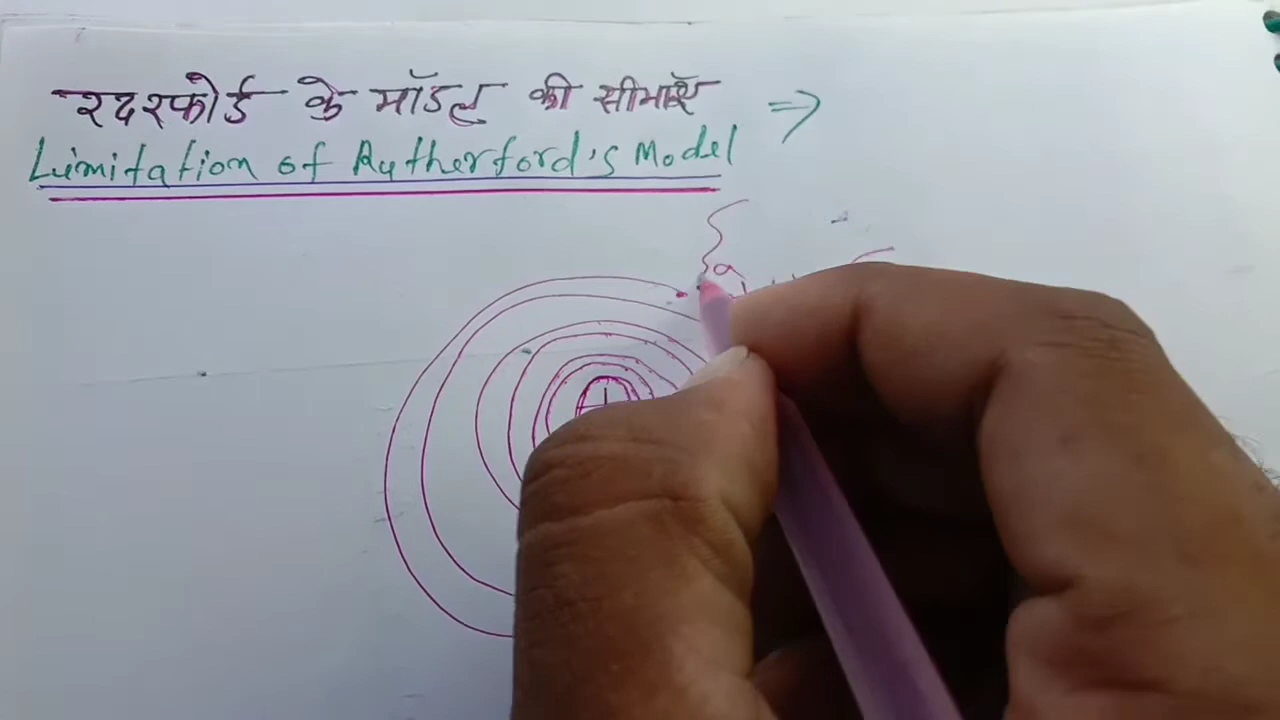 रदरफोर्ड के मॉडल की सीमाएँ ⇒
Limitation of Rutherford's Model